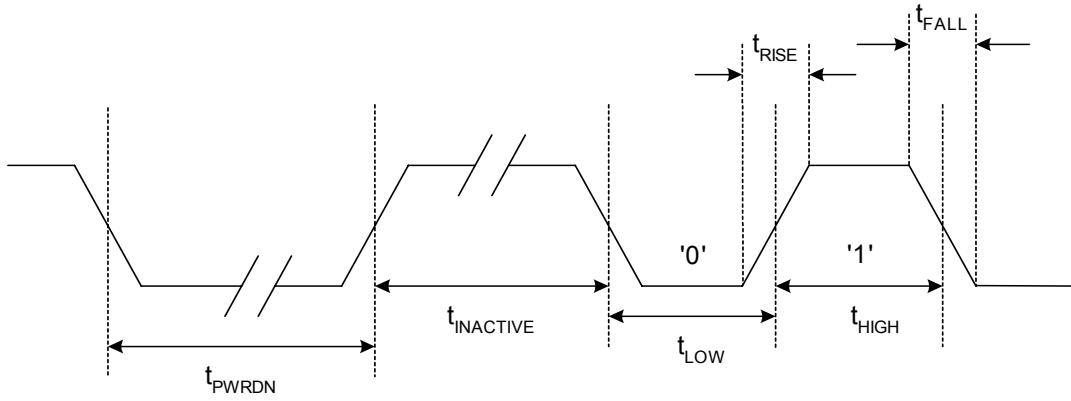 tFALL
tRISE
'0'
'1'
tINACTIVE
tHIGH
tLOW
tPWRDN